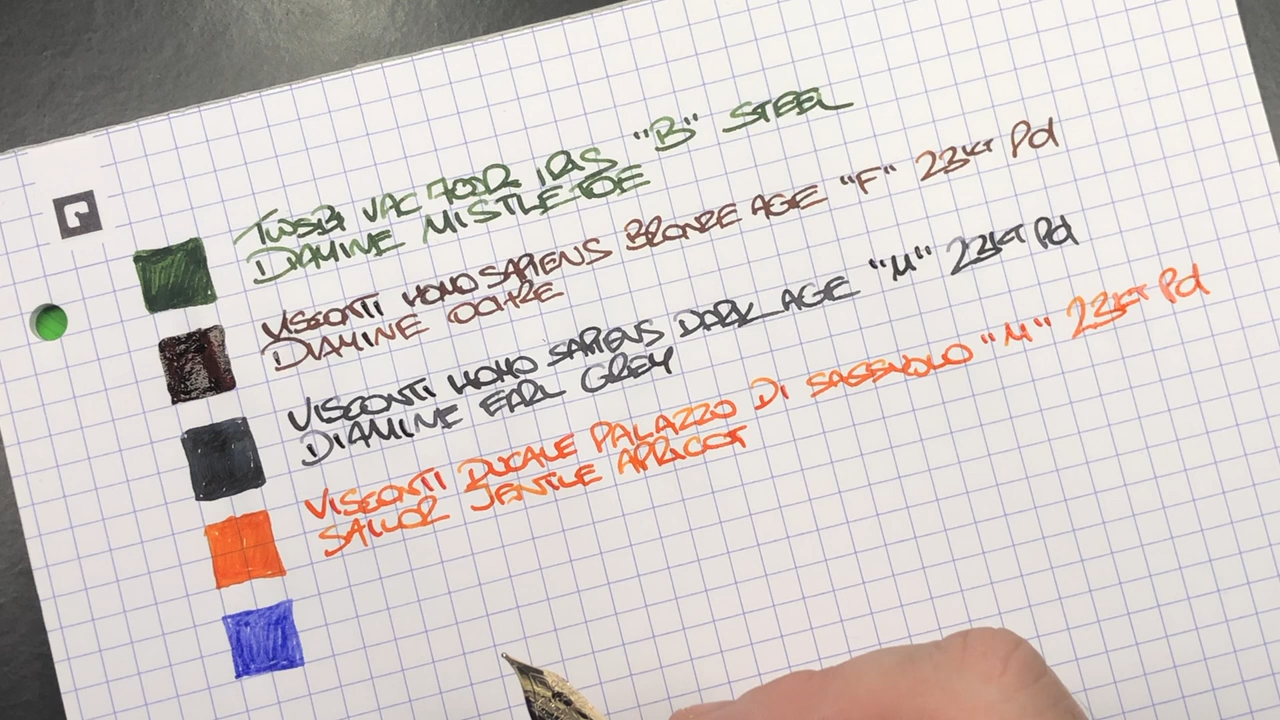 TWSBI VAC 700R IRIS "B" STEEL
DIAMINE MISTLETOE
VISCONTI HOMO SAPIENS BRONZE AGE "F" 23KT Pd
DIAMINE OCHRE
VISCONTI HOMO SAPIENS DARK AGE "M" 23KT Pd
DIAMINE EARL GREY
VISCONTI DUCALE PALAZZO DI SASSUOLO "M" 23KT Pd
SAILOR JENTLE APRICOT